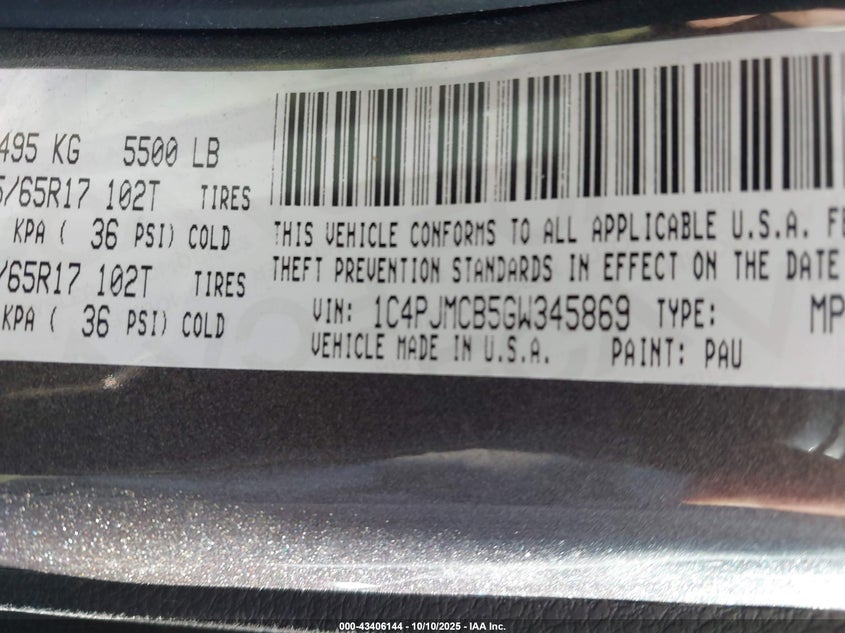 495 KG 5500 LB
5/65R17 102T TIRES
KPA ( 36 PSI) COLD
/65R17 102T TIRES
KPA ( 36 PSI) COLD
THIS VEHICLE CONFORMS TO ALL APPLICABLE U.S.A. FE
THEFT PREVENTION STANDARDS IN EFFECT ON THE DATE
VIN: 1C4PJMCB5GW345869 TYPE: MP
VEHICLE MADE IN U.S.A. PAINT: PAU
000-43406144 - 10/10/2025 - IAA Inc.